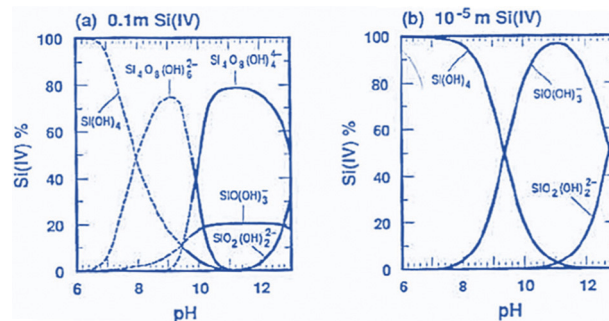 (a) 0.1m Si(IV)
Si₄O₈(OH)₆²⁻
Si₄O₈(OH)₄⁴⁻
Si(OH)₄
SiO(OH)₃⁻
SiO₂(OH)₂²⁻
Si(IV) %
100
80
60
40
20
0
6 8 10 12
pH
(b) 10⁻⁵ m Si(IV)
Si(OH)₄
SiO(OH)₃⁻
SiO₂(OH)₂²⁻
Si(IV) %
100
80
60
40
20
0
6 8 10 12
pH